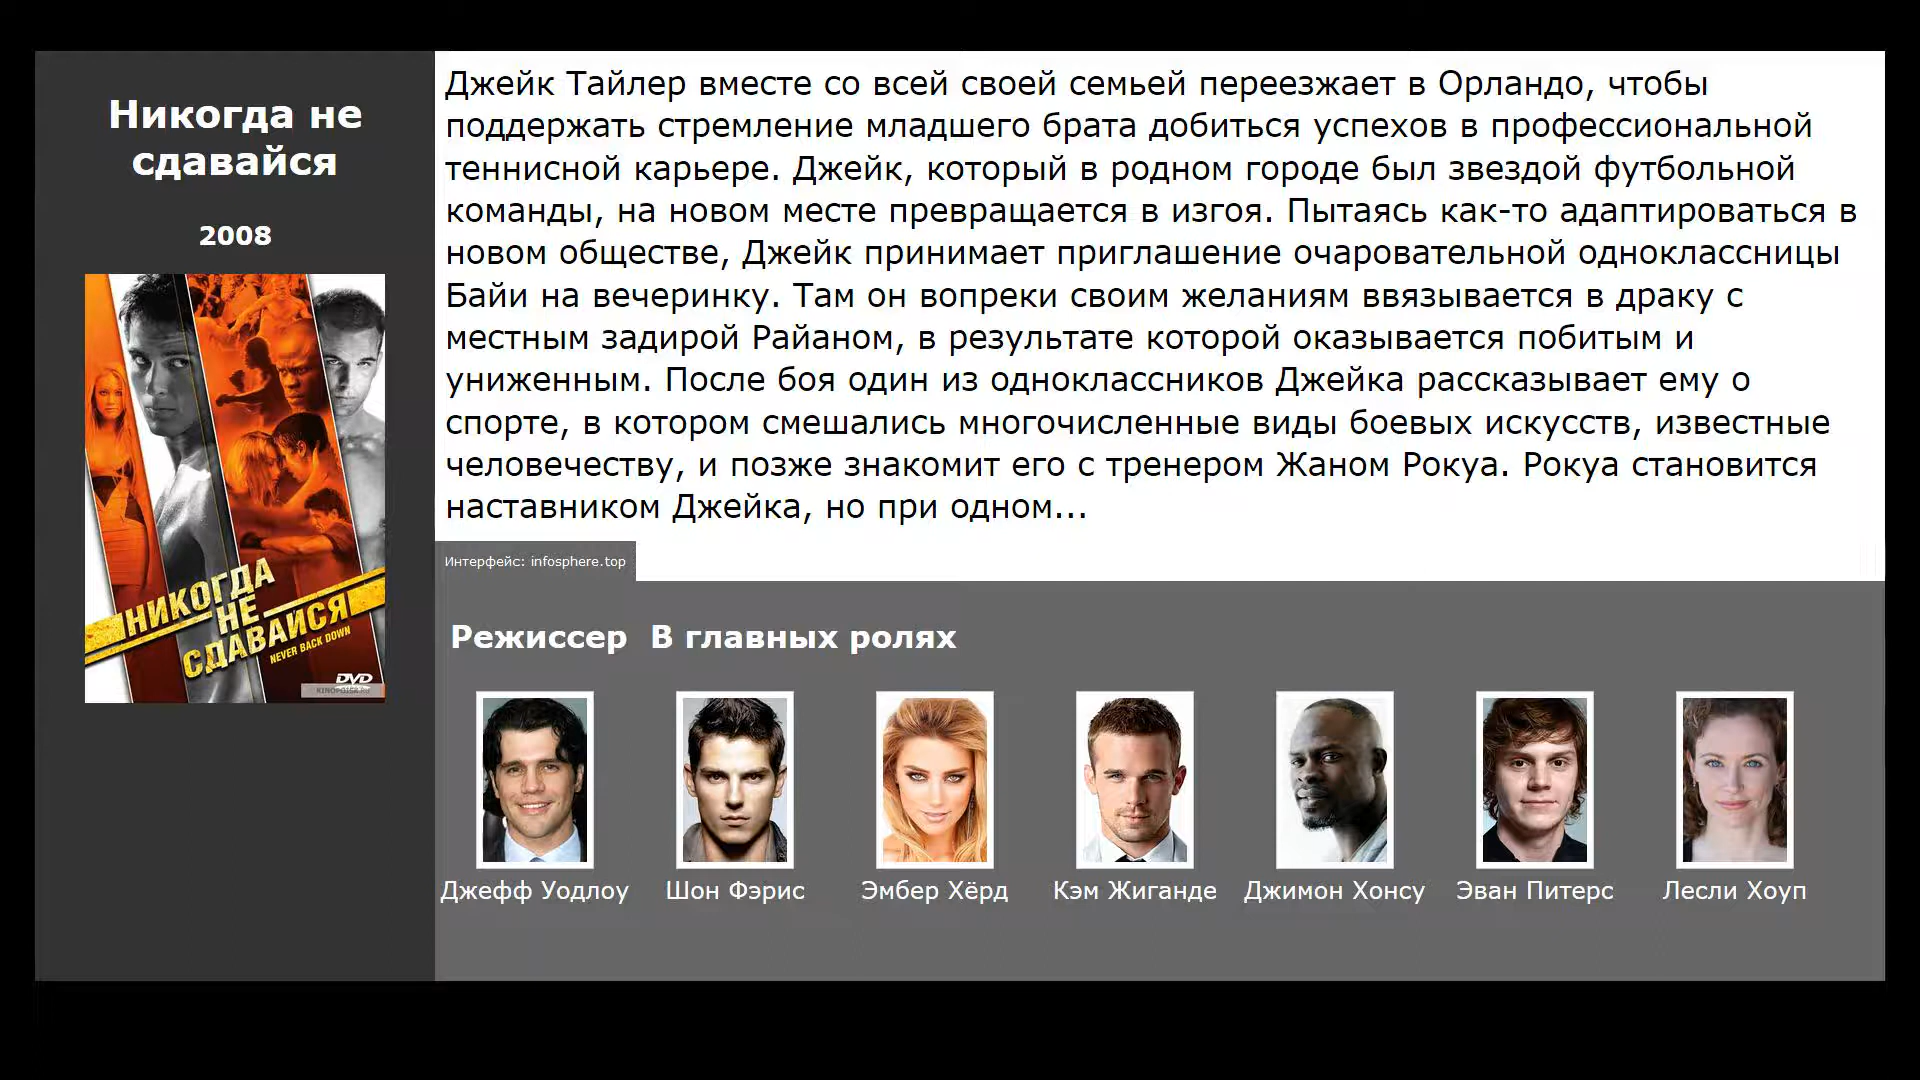 Никогда не
сдавайся
2008
НИКОГДА
НЕ
СДАВАЙСЯ
NEVER BACK DOWN
DVD
KINOPOISK.RU
Джейк Тайлер вместе со всей своей семьей переезжает в Орландо, чтобы
поддержать стремление младшего брата добиться успехов в профессиональной
теннисной карьере. Джейк, который в родном городе был звездой футбольной
команды, на новом месте превращается в изгоя. Пытаясь как-то адаптироваться в
новом обществе, Джейк принимает приглашение очаровательной одноклассницы
Байи на вечеринку. Там он вопреки своим желаниям ввязывается в драку с
местным задирой Райаном, в результате которой оказывается побитым и
униженным. После боя один из одноклассников Джейка рассказывает ему о
спорте, в котором смешались многочисленные виды боевых искусств, известные
человечеству, и позже знакомит его с тренером Жаном Рокуа. Рокуа становится
наставником Джейка, но при одном...
Интерфейс: infosphere.top
Режиссер В главных ролях
Джефф Уодлоу Шон Фэрис Эмбер Хёрд Кэм Жиганде Джимон Хонсу Эван Питерс Лесли Хоуп